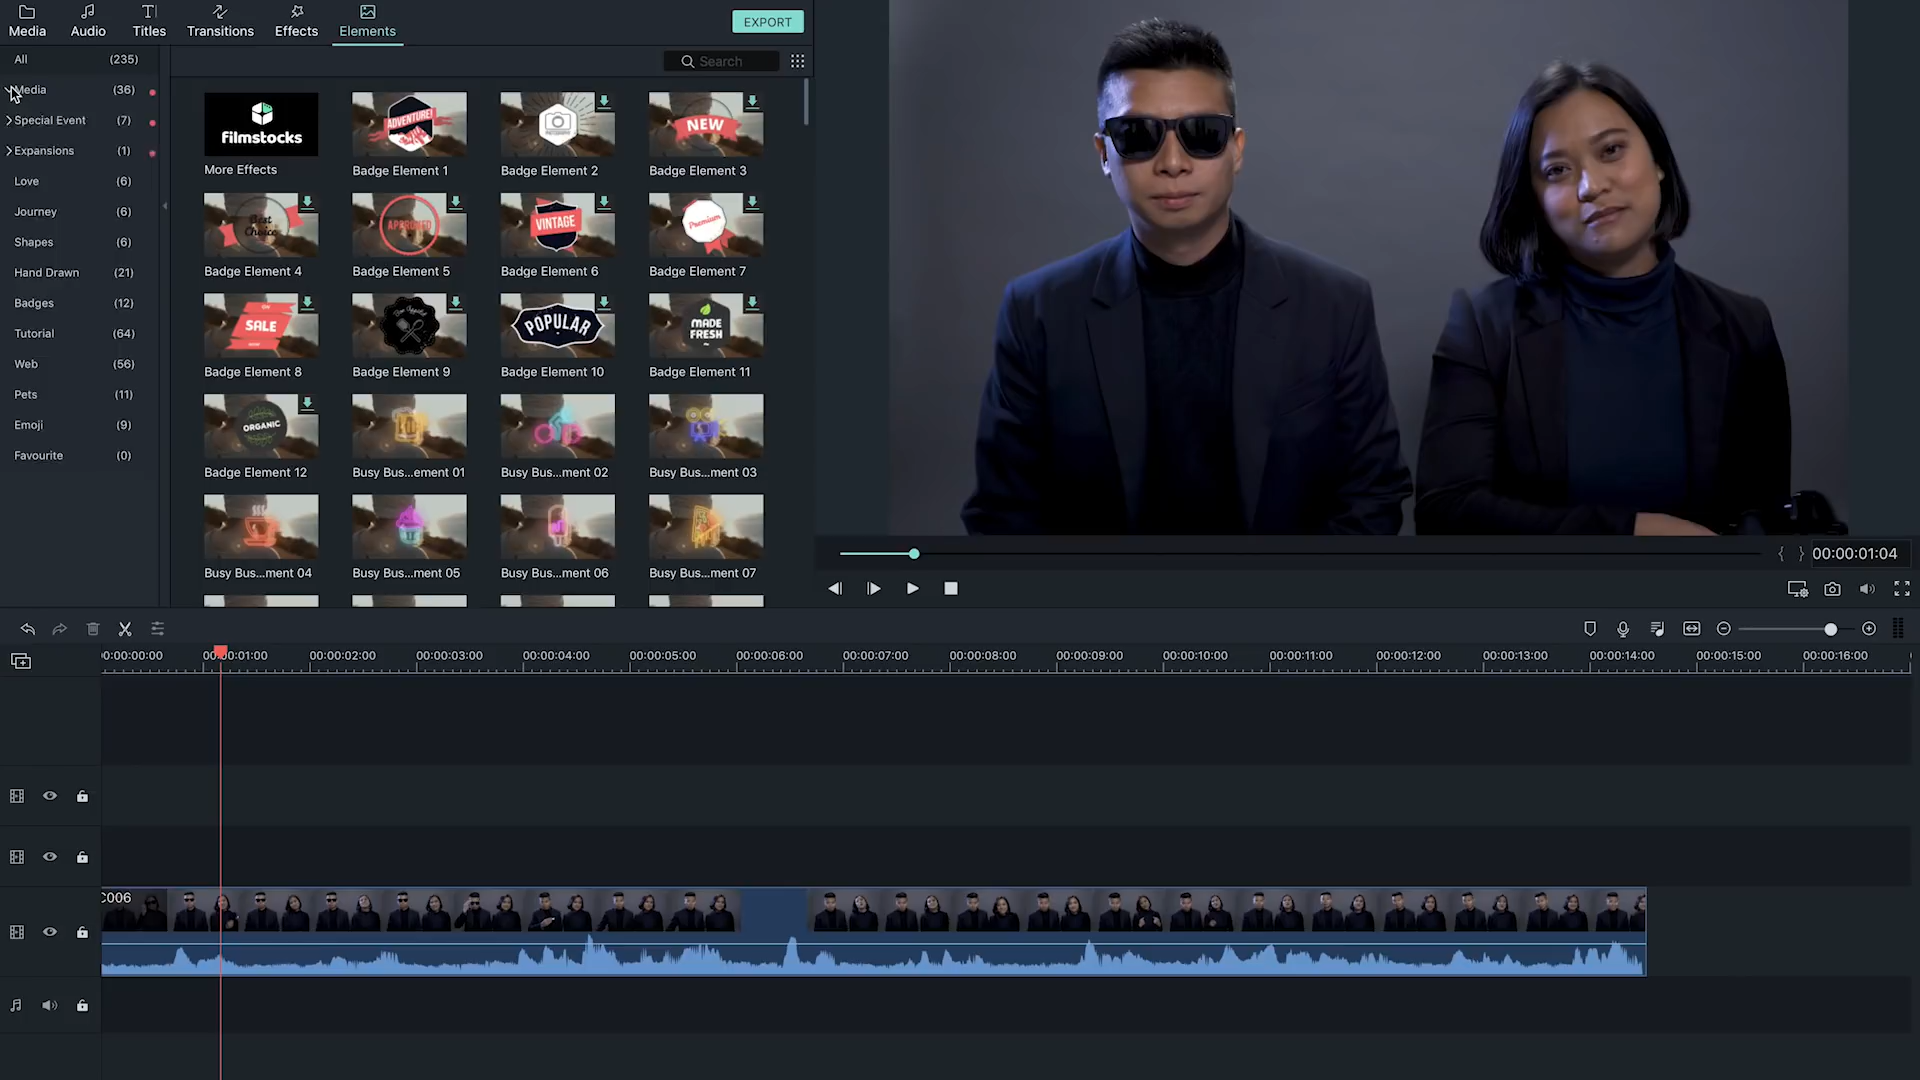 Media Audio Titles Transitions Effects Elements EXPORT
All (235)
Search
Media (36)
Special Event (7)
Expansions (1)
Love (6)
Journey (6)
Shapes (6)
Hand Drawn (21)
Badges (12)
Tutorial (64)
Web (56)
Pets (11)
Emoji (9)
Favourite (0)
filmstocks ADVENTURE! NEW
More Effects Badge Element 1 Badge Element 2 Badge Element 3
Best Choice APPROVED VINTAGE Premium
Badge Element 4 Badge Element 5 Badge Element 6 Badge Element 7
SALE POPULAR MADE FRESH
Badge Element 8 Badge Element 9 Badge Element 10 Badge Element 11
ORGANIC
Badge Element 12 Busy Bus...ement 01 Busy Bus...ment 02 Busy Bus...ment 03
Busy Bus...ment 04 Busy Bus...ment 05 Busy Bus...ment 06 Busy Bus...ment 07
{ } 00:00:01:04
00:00:00:00 00:00:01:00 00:00:02:00 00:00:03:00 00:00:04:00 00:00:05:00 00:00:06:00 00:00:07:00 00:00:08:00 00:00:09:00 00:00:10:00 00:00:11:00 00:00:12:00 00:00:13:00 00:00:14:00 00:00:15:00 00:00:16:00
C006